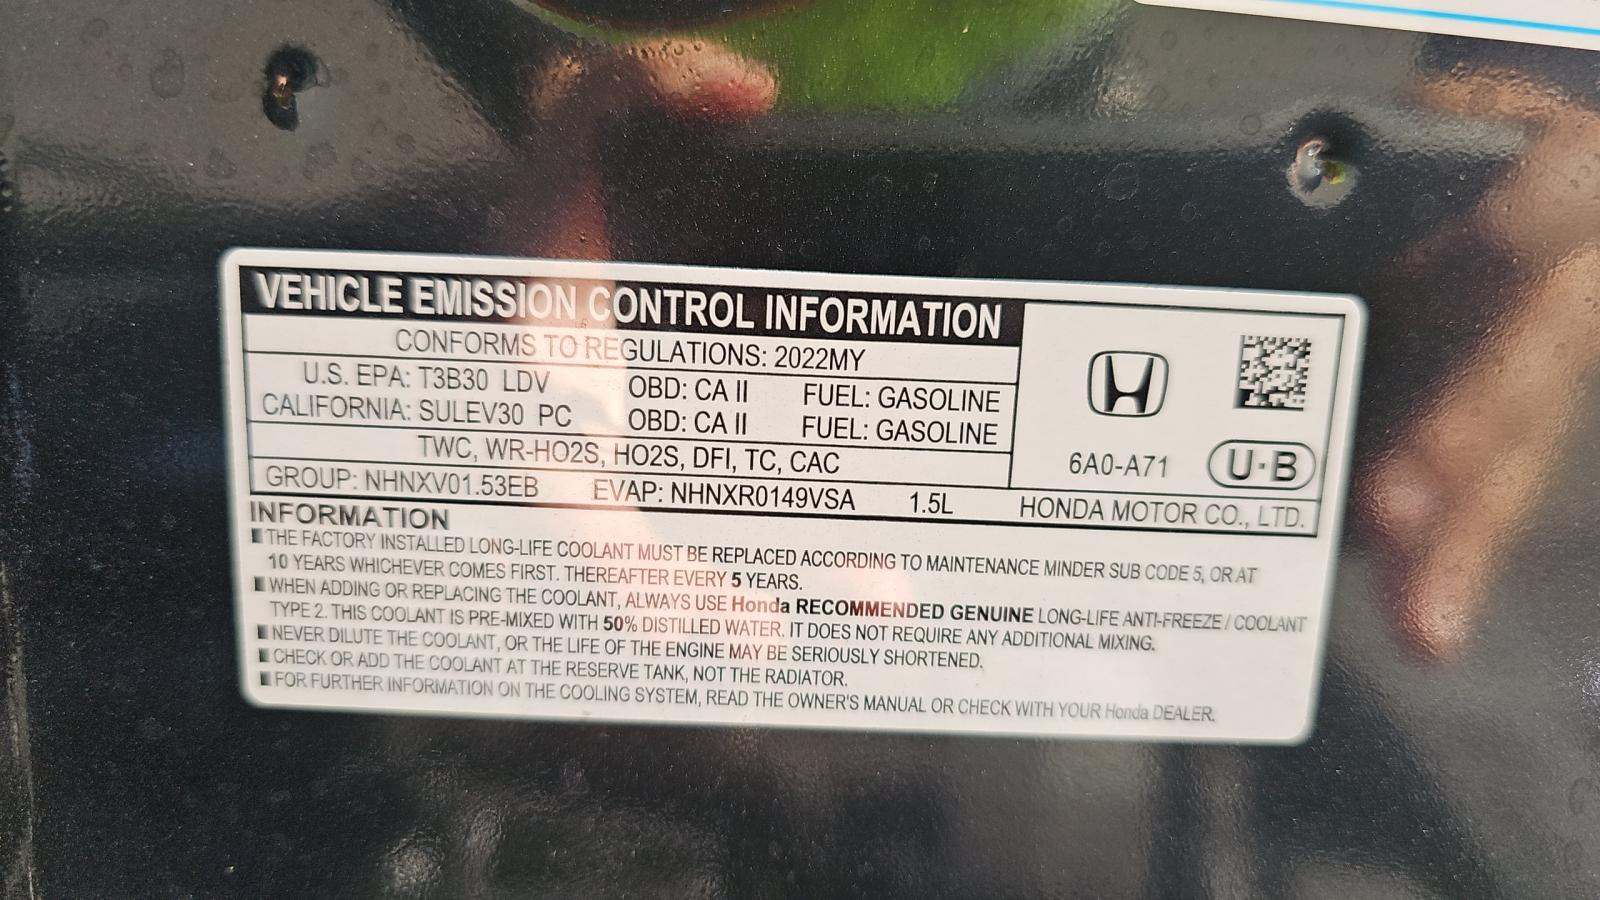 VEHICLE EMISSION CONTROL INFORMATION
CONFORMS TO REGULATIONS: 2022MY
U.S. EPA: T3B30 LDV OBD: CA II FUEL: GASOLINE
CALIFORNIA: SULEV30 PC OBD: CA II FUEL: GASOLINE
TWC, WR-HO2S, HO2S, DFI, TC, CAC
6A0-A71 U·B
GROUP: NHNXV01.53EB EVAP: NHNXR0149VSA 1.5L HONDA MOTOR CO., LTD.
INFORMATION
THE FACTORY INSTALLED LONG-LIFE COOLANT MUST BE REPLACED ACCORDING TO MAINTENANCE MINDER SUB CODE 5, OR AT
10 YEARS WHICHEVER COMES FIRST. THEREAFTER EVERY 5 YEARS.
WHEN ADDING OR REPLACING THE COOLANT, ALWAYS USE Honda RECOMMENDED GENUINE LONG-LIFE ANTI-FREEZE / COOLANT
TYPE 2. THIS COOLANT IS PRE-MIXED WITH 50% DISTILLED WATER. IT DOES NOT REQUIRE ANY ADDITIONAL MIXING.
NEVER DILUTE THE COOLANT, OR THE LIFE OF THE ENGINE MAY BE SERIOUSLY SHORTENED.
CHECK OR ADD THE COOLANT AT THE RESERVE TANK, NOT THE RADIATOR.
FOR FURTHER INFORMATION ON THE COOLING SYSTEM, READ THE OWNER'S MANUAL OR CHECK WITH YOUR Honda DEALER.